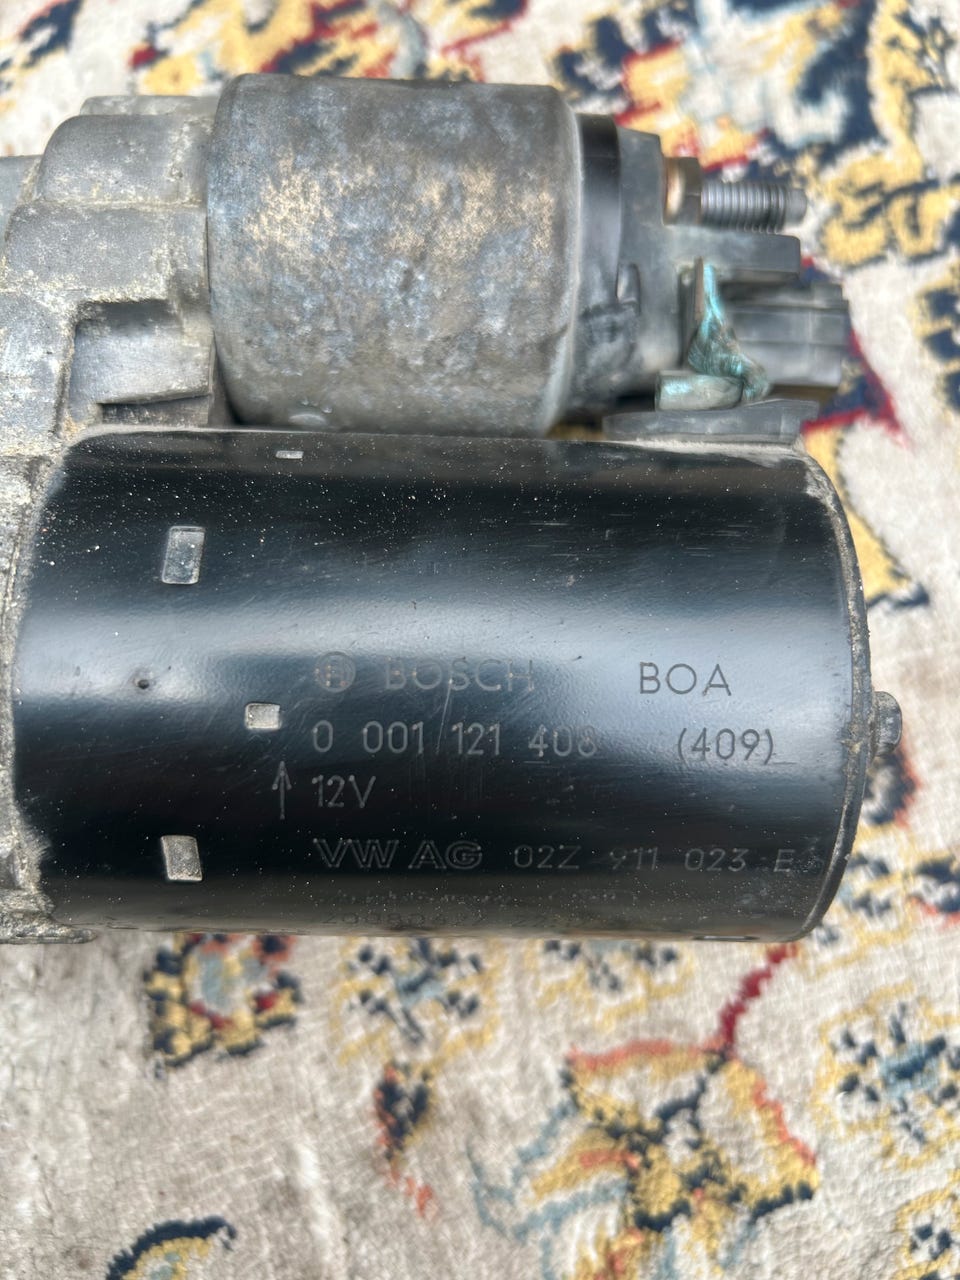 BOSCH BOA
0 001 121 408 (409)
12V
VW AG 02Z 911 023 E